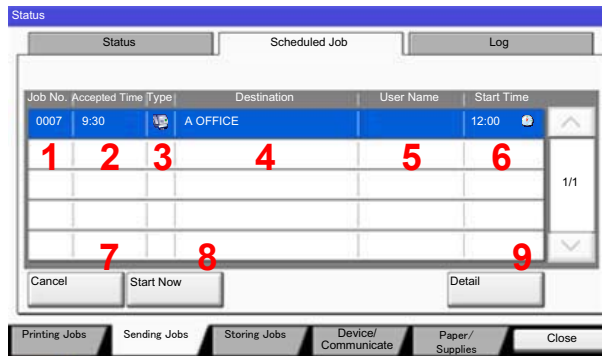 Status
Status Scheduled Job Log
Job No. Accepted Time Type Destination User Name Start Time
0007 9:30 A OFFICE 12:00
1 2 3 4 5 6
1/1
7 8 9
Cancel Start Now Detail
Printing Jobs Sending Jobs Storing Jobs Device/
Communicate Paper/
Supplies Close